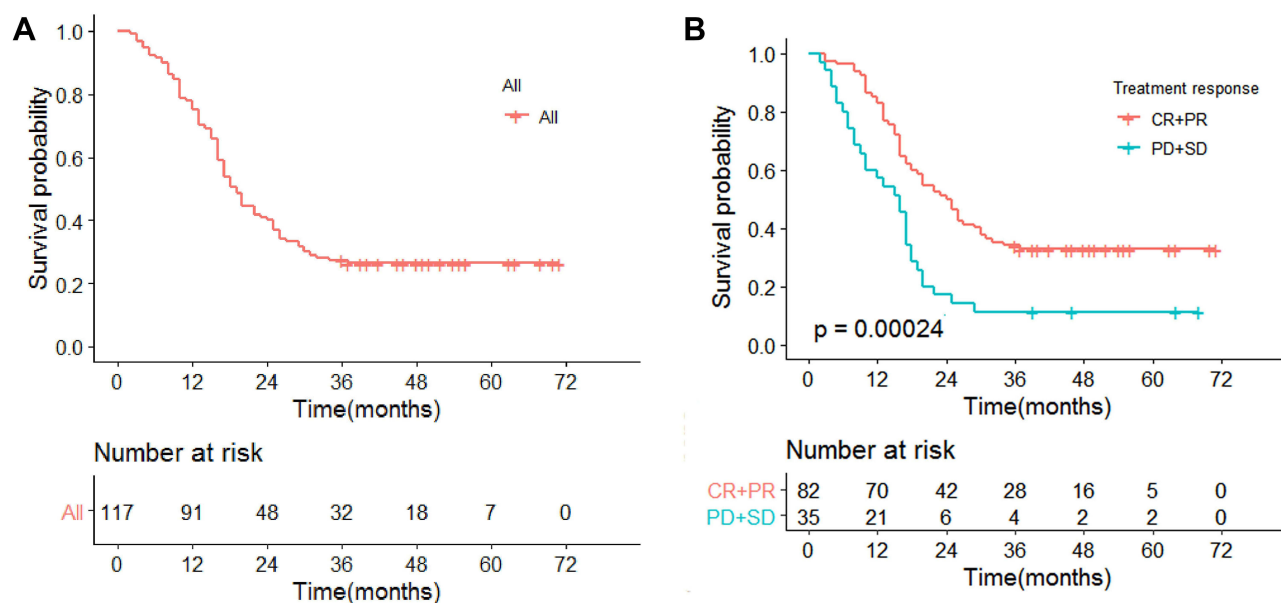 A
Survival probability
1.0
0.8
0.6
0.4
0.2
0.0
All
All
0 12 24 36 48 60 72
Time(months)
Number at risk
All 117 91 48 32 18 7 0
0 12 24 36 48 60 72
Time(months)
B
Survival probability
1.0
0.8
0.6
0.4
0.2
0.0
Treatment response
CR+PR
PD+SD
p = 0.00024
0 12 24 36 48 60 72
Time(months)
Number at risk
CR+PR 82 70 42 28 16 5 0
PD+SD 35 21 6 4 2 2 0
0 12 24 36 48 60 72
Time(months)